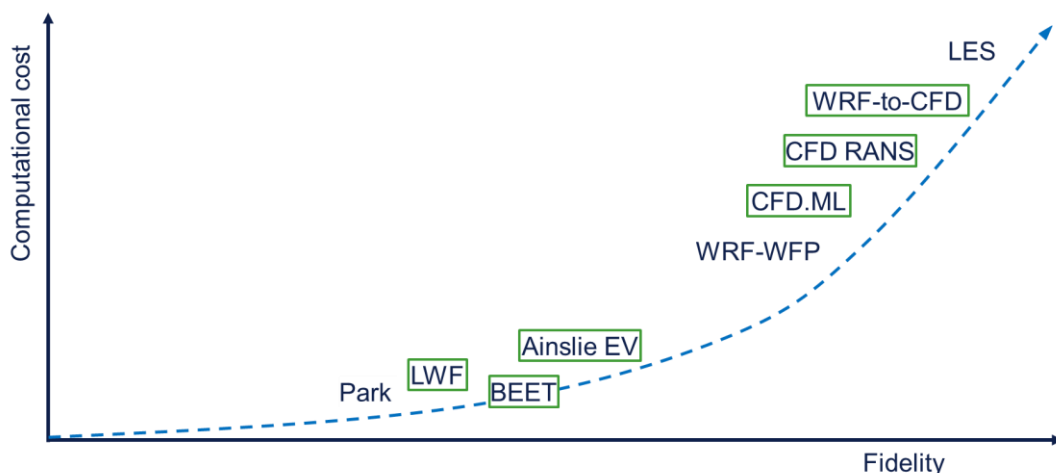 Computational cost
LES
WRF-to-CFD
CFD RANS
CFD.ML
WRF-WFP
Ainslie EV
LWF
BEET
Park
Fidelity